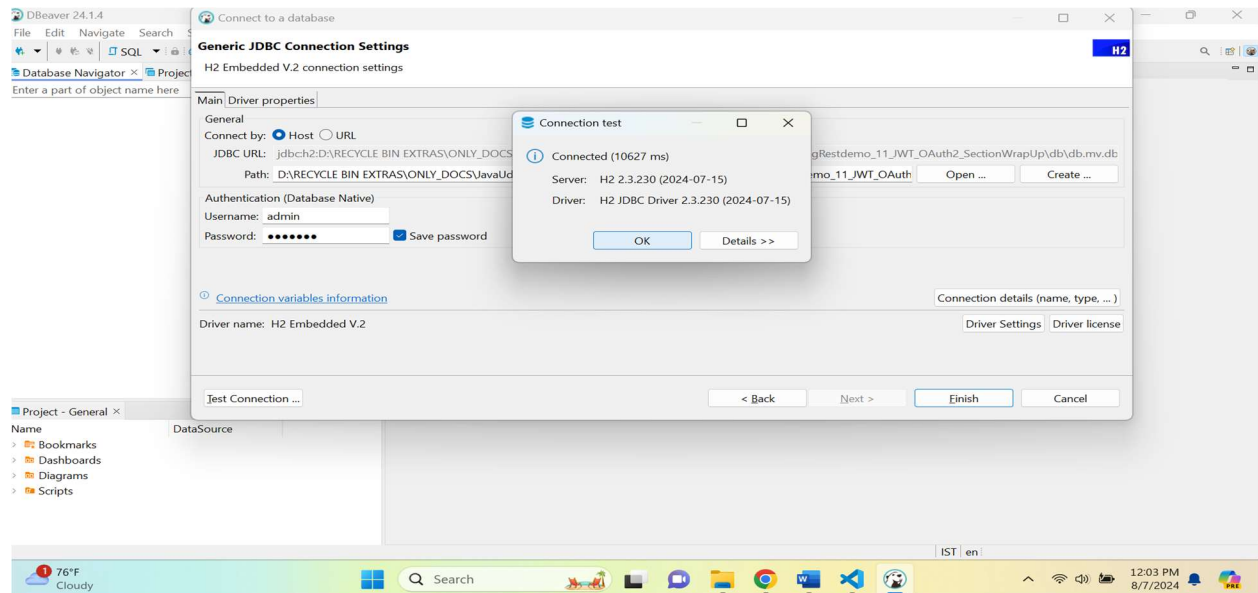 DBeaver 24.1.4
File Edit Navigate Search
SQL
Database Navigator Project
Enter a part of object name here
Connect to a database
Generic JDBC Connection Settings
H2 Embedded V.2 connection settings
H2
Main Driver properties
General
Connect by: Host URL
JDBC URL: jdbc:h2:D:\RECYCLE BIN EXTRAS\ONLY_DOCS gRestdemo_11_JWT_OAuth2_SectionWrapUp\db\db.mv.db
Path: D:\RECYCLE BIN EXTRAS\ONLY_DOCS\JavaUd mo_11_JWT_OAuth Open ... Create ...
Authentication (Database Native)
Username: admin
Password: ●●●●●●● Save password
Connection test
Connected (10627 ms)
Server: H2 2.3.230 (2024-07-15)
Driver: H2 JDBC Driver 2.3.230 (2024-07-15)
OK Details >>
Connection variables information
Connection details (name, type, ... )
Driver name: H2 Embedded V.2
Driver Settings Driver license
Test Connection ... < Back Next > Finish Cancel
Project - General
Name DataSource
Bookmarks
Dashboards
Diagrams
Scripts
IST en
1
76°F
Cloudy
Search
12:03 PM
8/7/2024
PRE